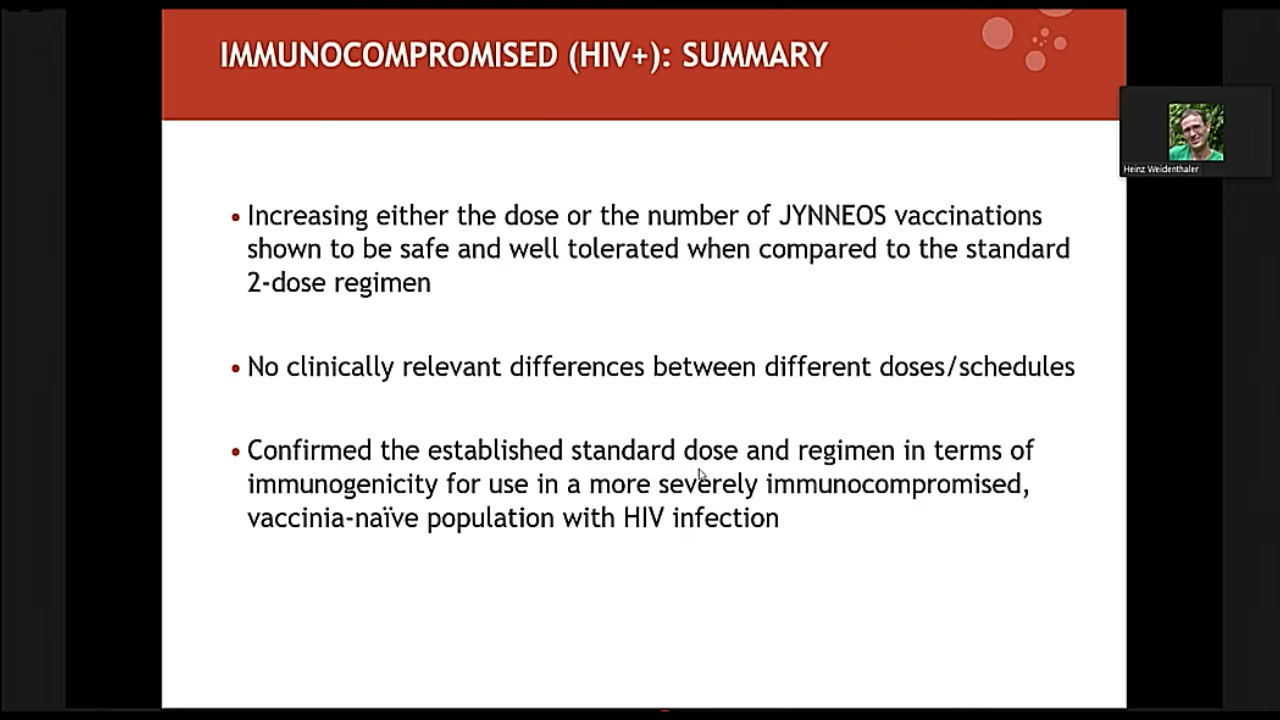 IMMUNOCOMPROMISED (HIV+): SUMMARY
• Increasing either the dose or the number of JYNNEOS vaccinations
shown to be safe and well tolerated when compared to the standard
2-dose regimen
• No clinically relevant differences between different doses/schedules
• Confirmed the established standard dose and regimen in terms of
immunogenicity for use in a more severely immunocompromised,
vaccinia-naïve population with HIV infection
Heinz Weidenthaler